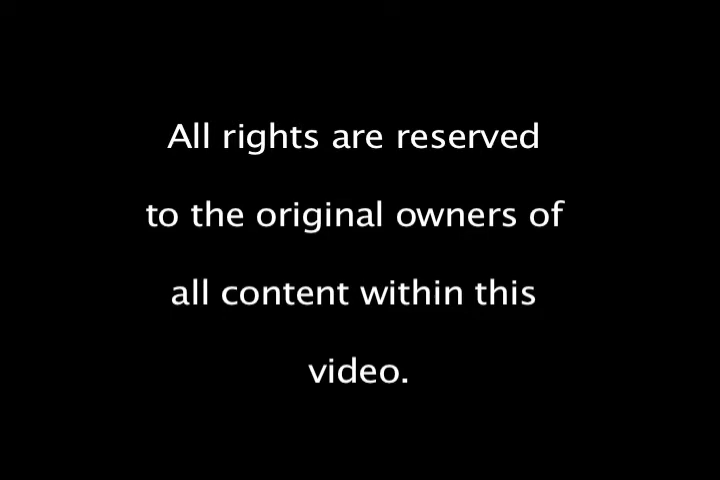 All rights are reserved
to the original owners of
all content within this
video.